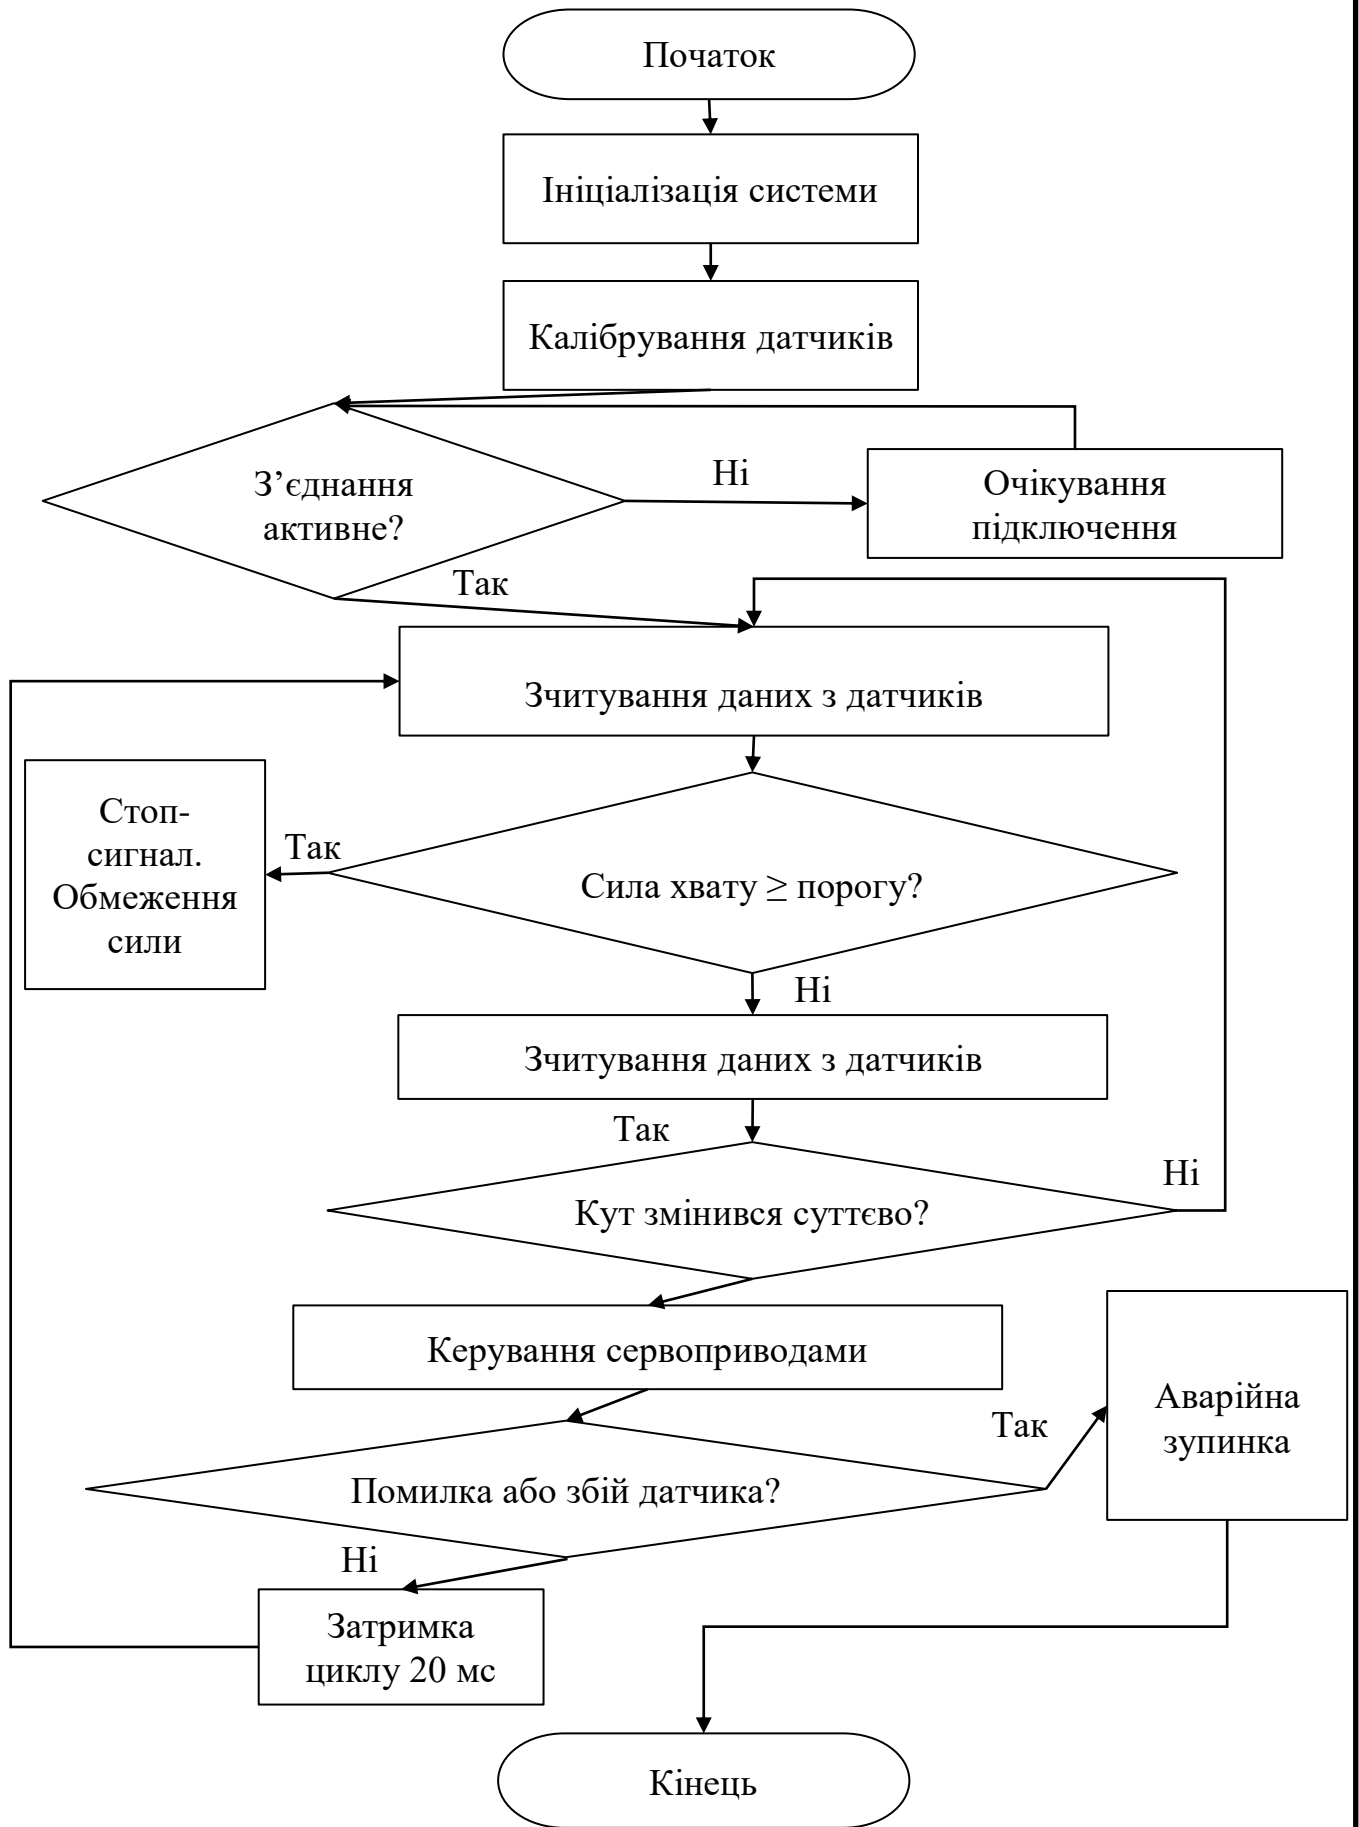 Початок
Ініціалізація системи
Калібрування датчиків
З’єднання
активне?
Ні
Очікування
підключення
Так
Зчитування даних з датчиків
Стоп-
сигнал.
Обмеження
сили
Так
Сила хвату ≥ порогу?
Ні
Зчитування даних з датчиків
Так
Кут змінився суттєво?
Ні
Керування сервоприводами
Аварійна
зупинка
Так
Помилка або збій датчика?
Ні
Затримка
циклу 20 мс
Кінець